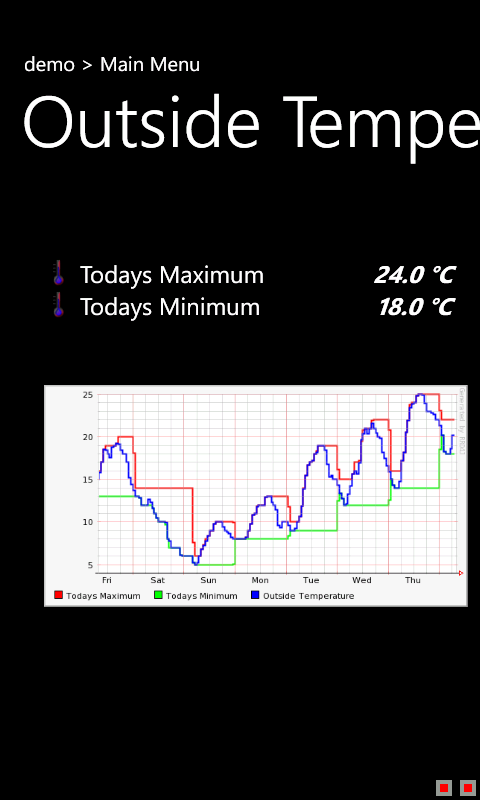 demo > Main Menu
Outside Tempe
Todays Maximum 24.0 °C
Todays Minimum 18.0 °C
25
20
15
10
5
Fri Sat Sun Mon Tue Wed Thu
Todays Maximum Todays Minimum Outside Temperature